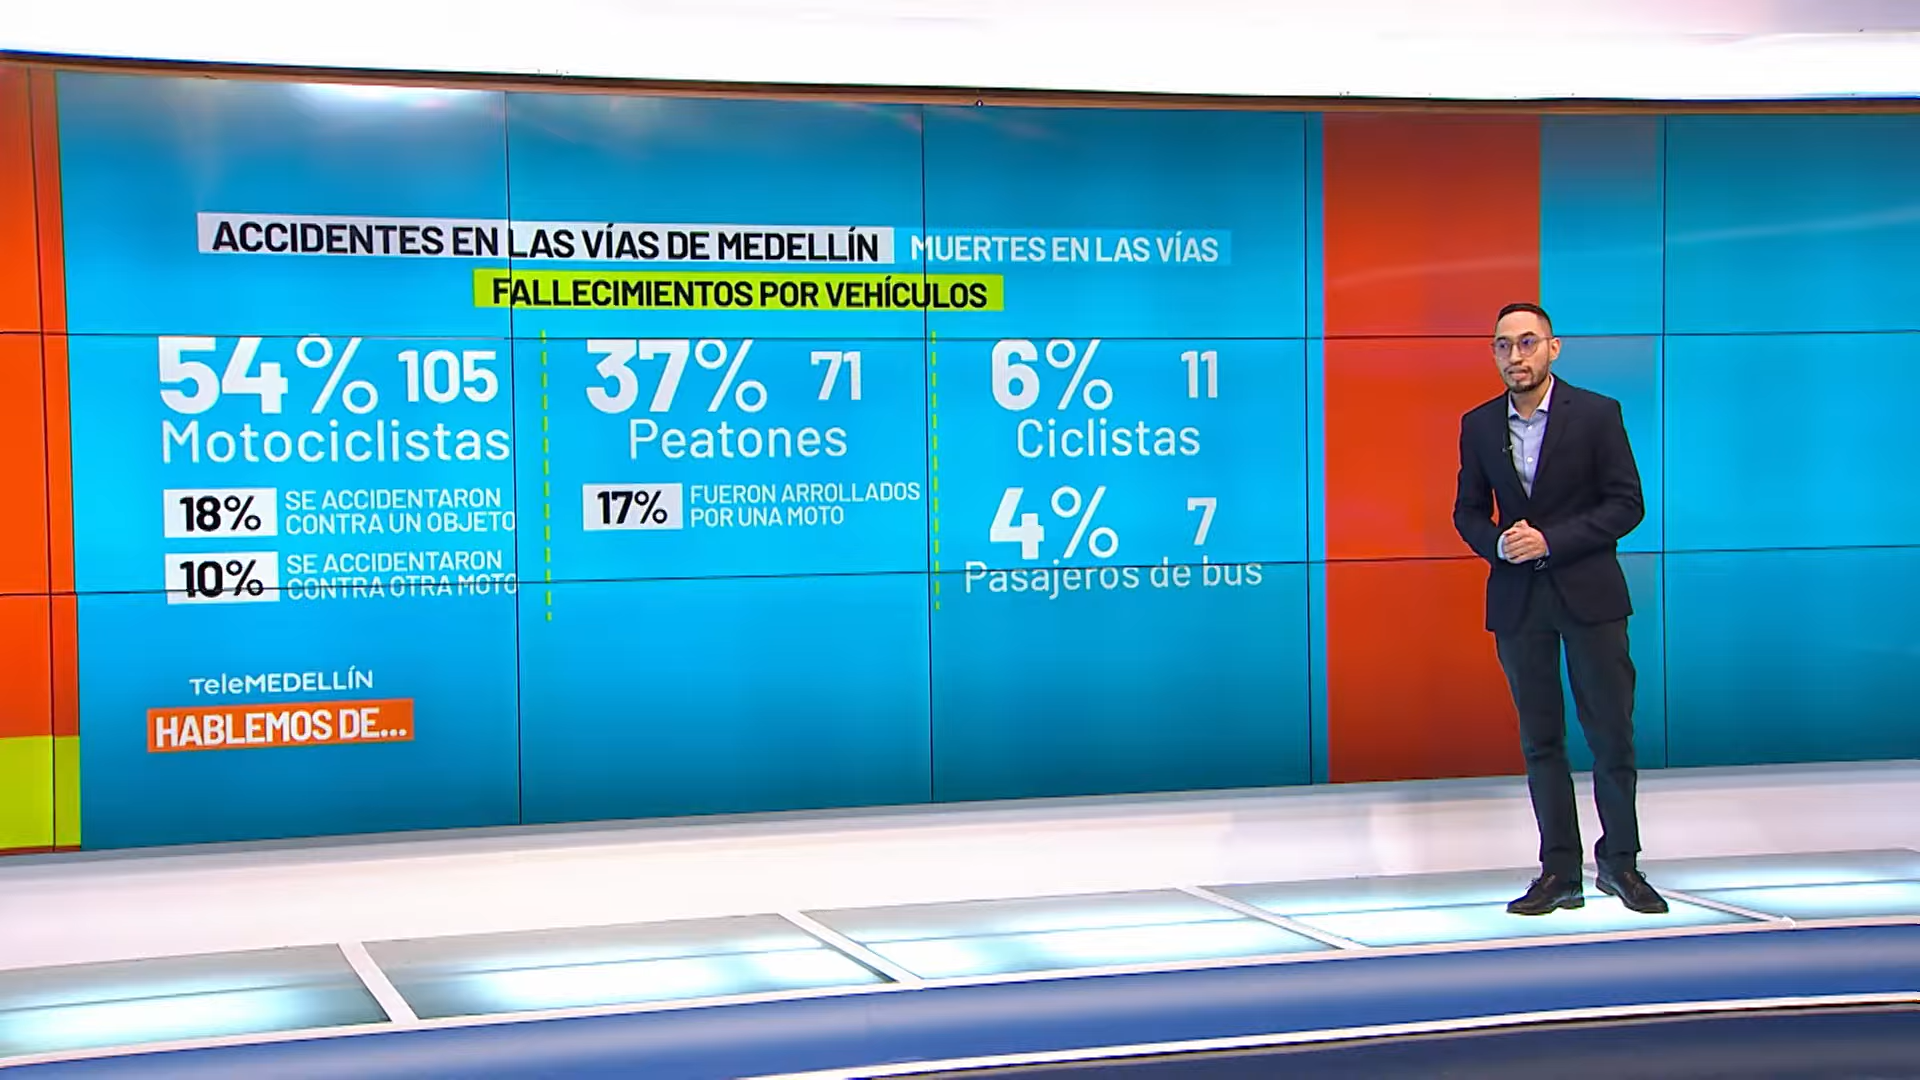 ACCIDENTES EN LAS VÍAS DE MEDELLÍN MUERTES EN LAS VÍAS
FALLECIMIENTOS POR VEHÍCULOS
54% 105
Motociclistas
18% SE ACCIDENTARON
CONTRA UN OBJETO
10% SE ACCIDENTARON
CONTRA OTRA MOTO
37% 71
Peatones
17% FUERON ARROLLADOS
POR UNA MOTO
6% 11
Ciclistas
4% 7
Pasajeros de bus
TeleMEDELLÍN
HABLEMOS DE...